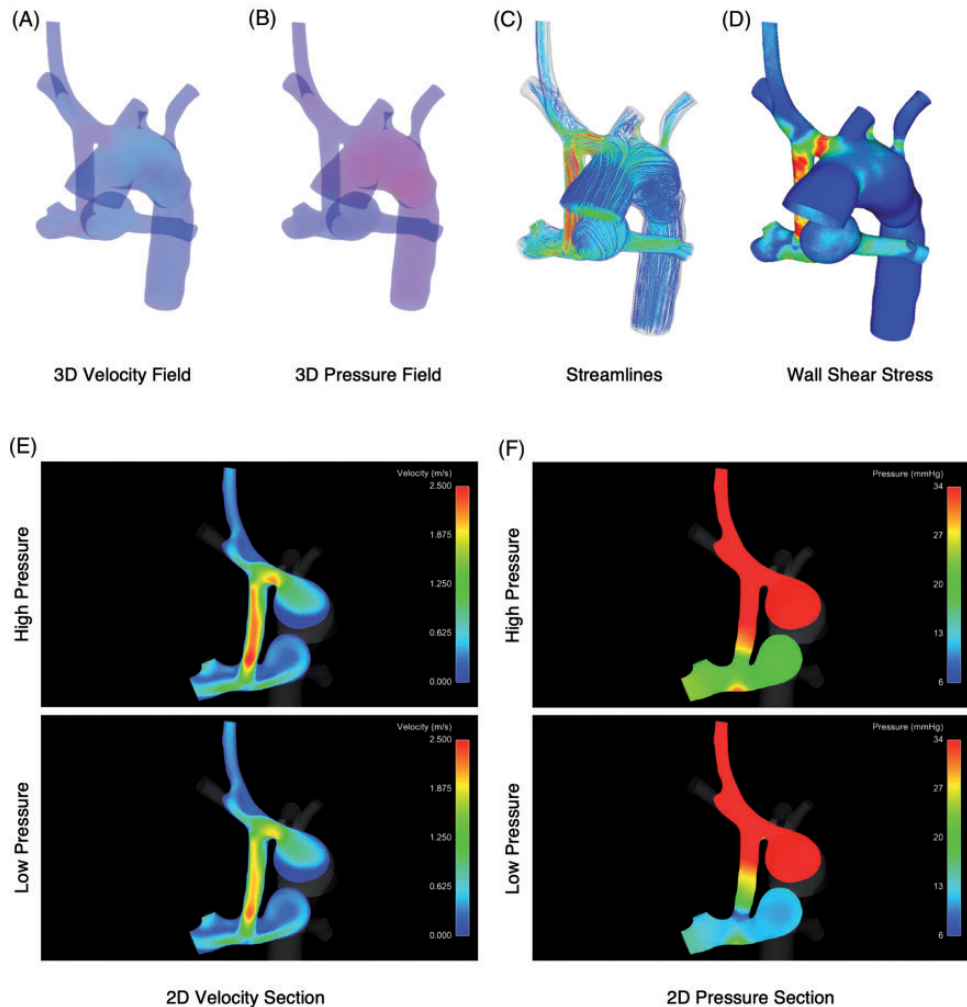 (A)
(B)
(C)
(D)
3D Velocity Field
3D Pressure Field
Streamlines
Wall Shear Stress
(E)
High Pressure
Velocity (m/s)
2.500
1.875
1.250
0.625
0.000
Low Pressure
Velocity (m/s)
2.500
1.875
1.250
0.625
0.000
2D Velocity Section
(F)
High Pressure
Pressure (mmHg)
34
27
20
13
6
Low Pressure
Pressure (mmHg)
34
27
20
13
6
2D Pressure Section